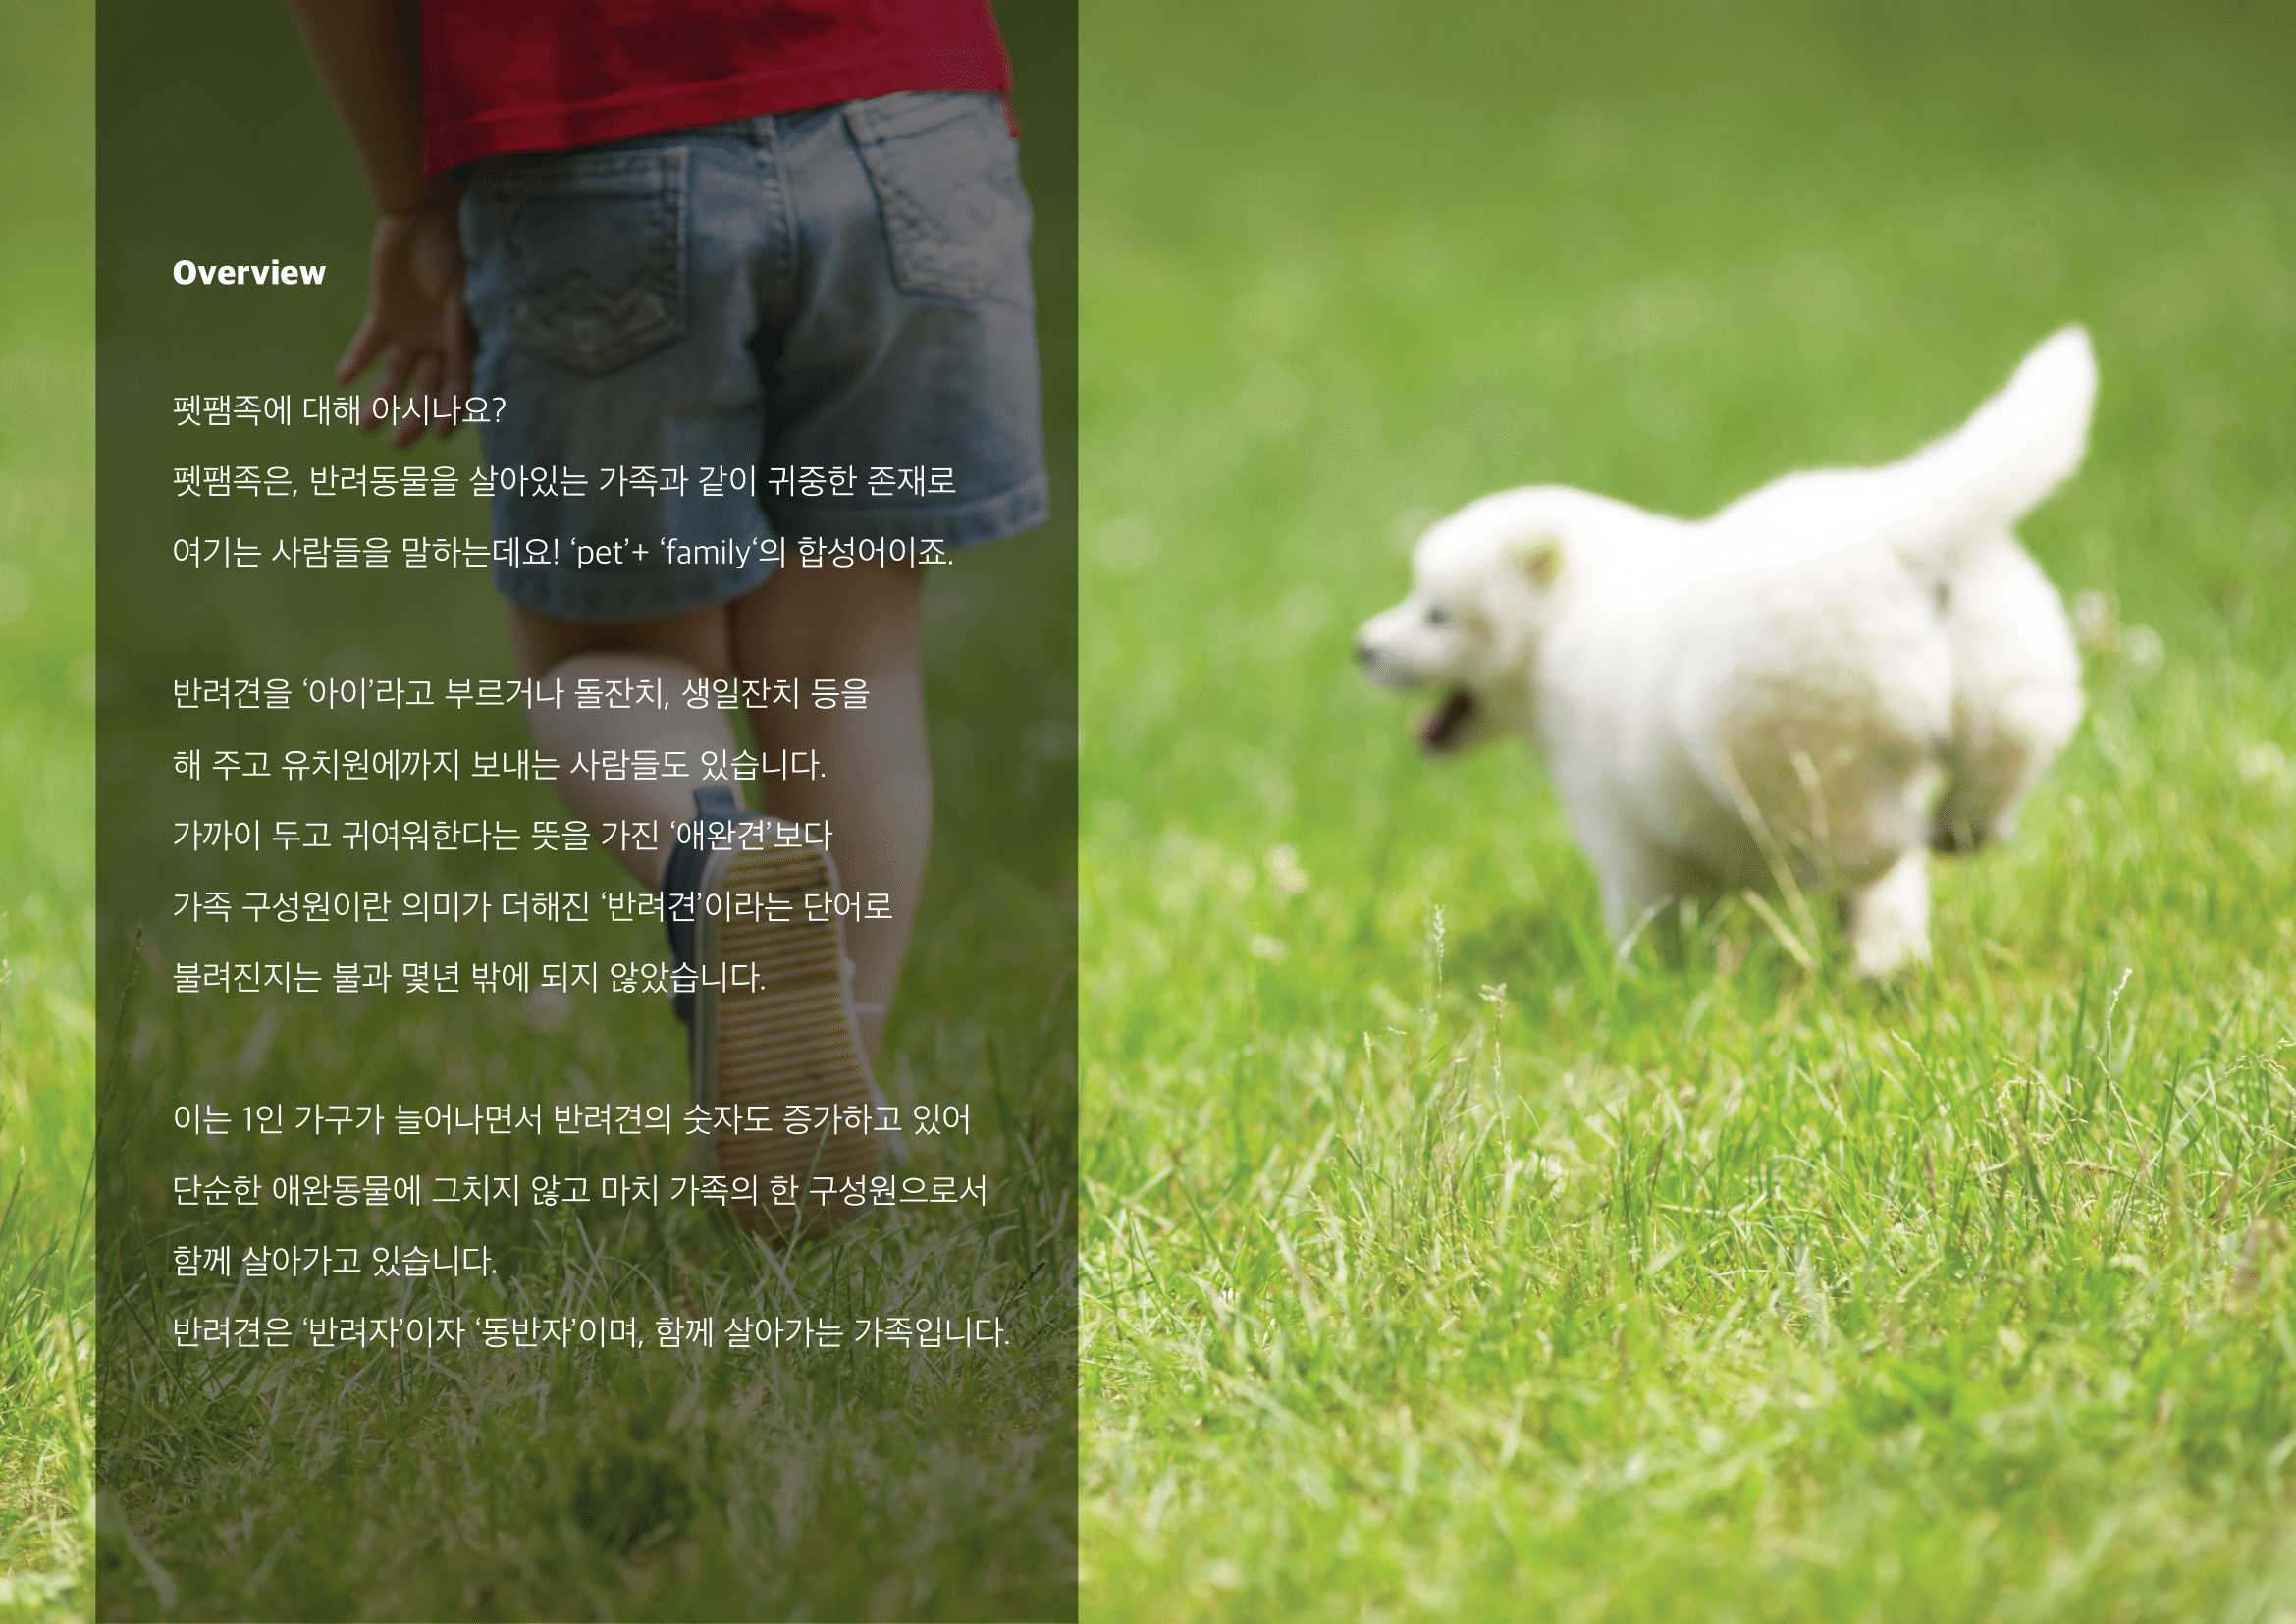 Overview
펫팸족에 대해 아시나요?
펫팸족은, 반려동물을 살아있는 가족과 같이 귀중한 존재로
여기는 사람들을 말하는데요! ‘pet’+ ‘family‘의 합성어이죠.
반려견을 ‘아이’라고 부르거나 돌잔치, 생일잔치 등을
해 주고 유치원에까지 보내는 사람들도 있습니다.
가까이 두고 귀여워한다는 뜻을 가진 ‘애완견’보다
가족 구성원이란 의미가 더해진 ‘반려견’이라는 단어로
불려진지는 불과 몇년 밖에 되지 않았습니다.
이는 1인 가구가 늘어나면서 반려견의 숫자도 증가하고 있어
단순한 애완동물에 그치지 않고 마치 가족의 한 구성원으로서
함께 살아가고 있습니다.
반려견은 ‘반려자’이자 ‘동반자’이며, 함께 살아가는 가족입니다.